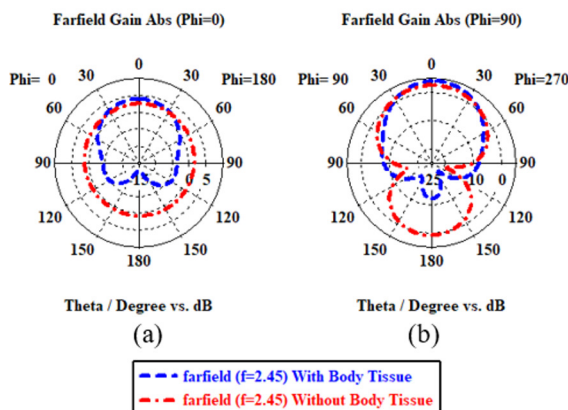 Farfield Gain Abs (Phi=0)
0
30 30
Phi= 0 Phi=180
60 60
90 90
0 5
120 120
150 150
180
Theta / Degree vs. dB
(a)
Farfield Gain Abs (Phi=90)
0
30 30
Phi= 90 Phi=270
60 60
90 90
10 0
120 120
150 150
180
Theta / Degree vs. dB
(b)
farfield (f=2.45) With Body Tissue
farfield (f=2.45) Without Body Tissue